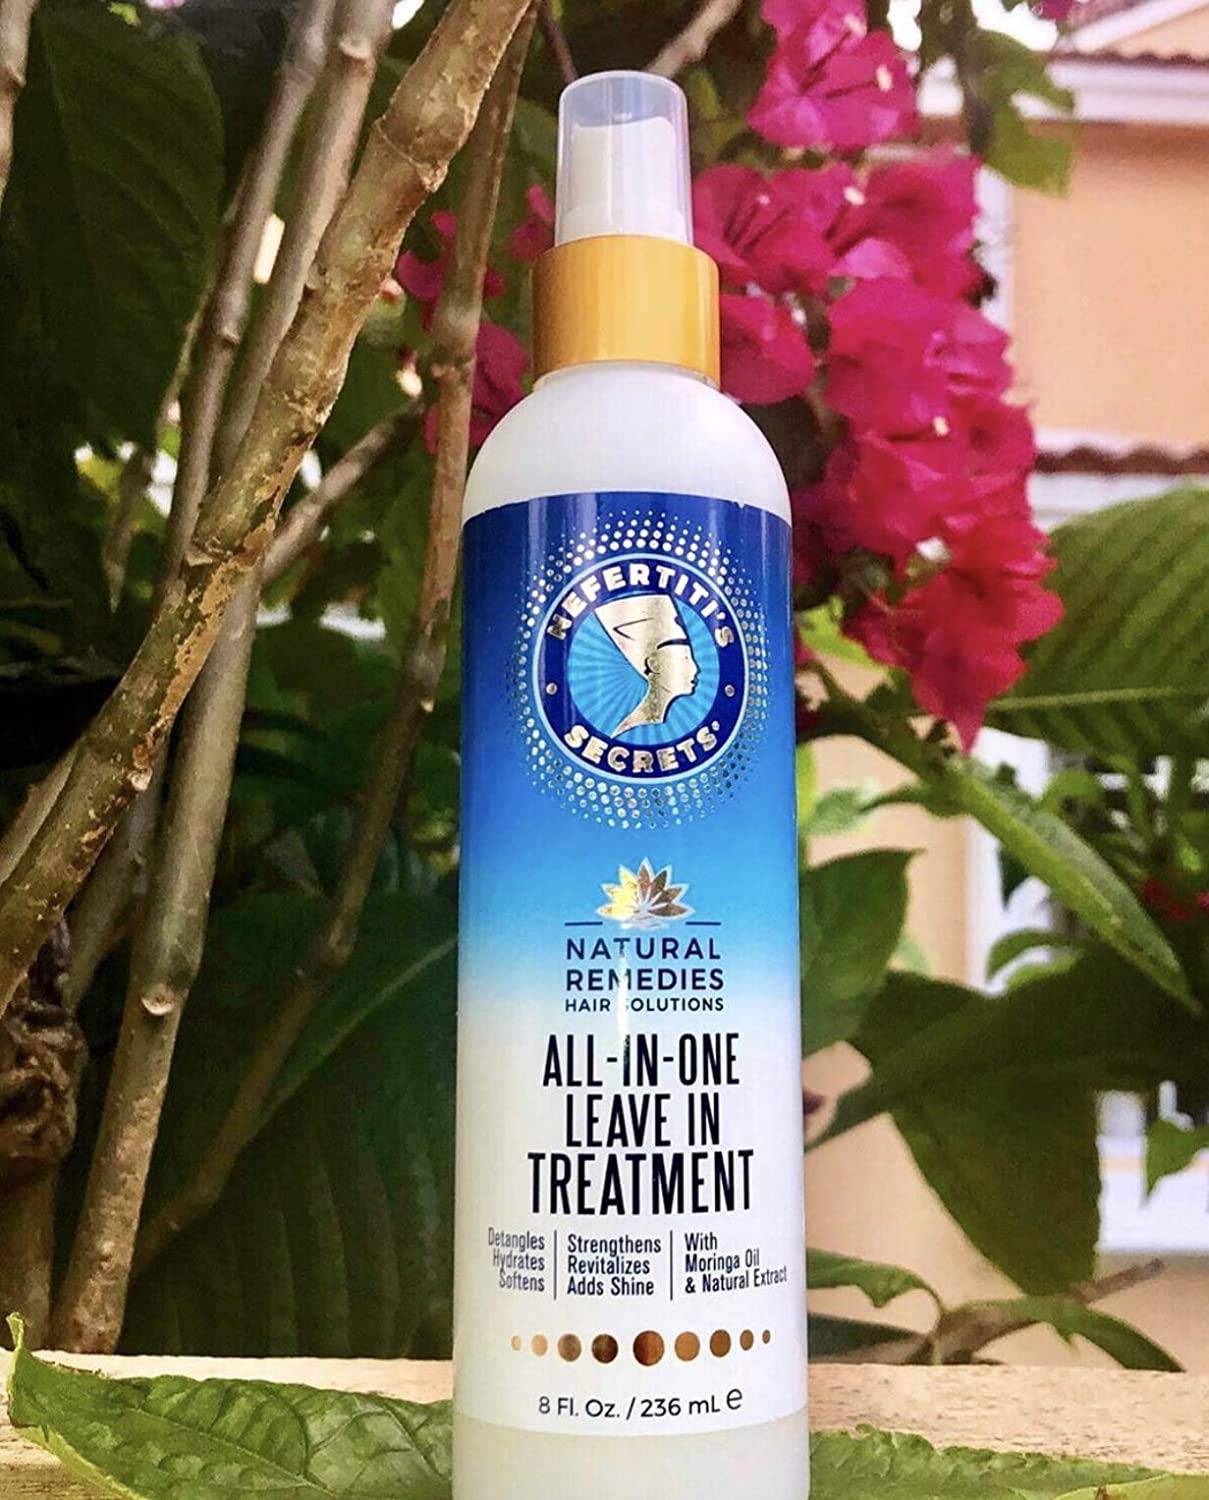 NEFERTITI'S
SECRETS'
NATURAL
REMEDIES
HAIR SOLUTIONS
ALL-IN-ONE
LEAVE IN
TREATMENT
Detangles
Hydrates
Softens
Strengthens
Revitalizes
Adds Shine
With
Moringa Oil
& Natural Extract
8 Fl. Oz. / 236 mL ℮